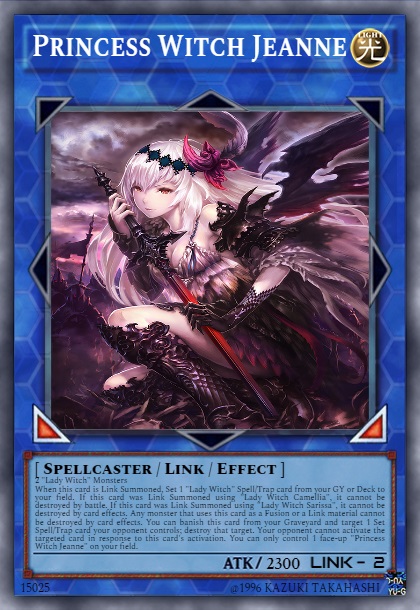 PRINCESS WITCH JEANNE
LIGHT
光
[ SPELLCASTER / LINK / EFFECT ]
2 "Lady Witch" Monsters
When this card is Link Summoned, Set 1 "Lady Witch" Spell/Trap card from your GY or Deck to
your field. If this card was Link Summoned using "Lady Witch Camellia", it cannot be
destroyed by battle. If this card was Link Summoned using "Lady Witch Sarissa", it cannot be
destroyed by card effects. Any monster that uses this card as a Fusion or a Link material cannot
be destroyed by card effects. You can banish this card from your Graveyard and target 1 Set
Spell/Trap card your opponent controls; destroy that target. Your opponent cannot activate the
targeted card in response to this card's activation. You can only control 1 face-up "Princess
Witch Jeanne" on your field.
ATK/ 2300 LINK- 2
15025
©1996 KAZUKI TAKAHASHI